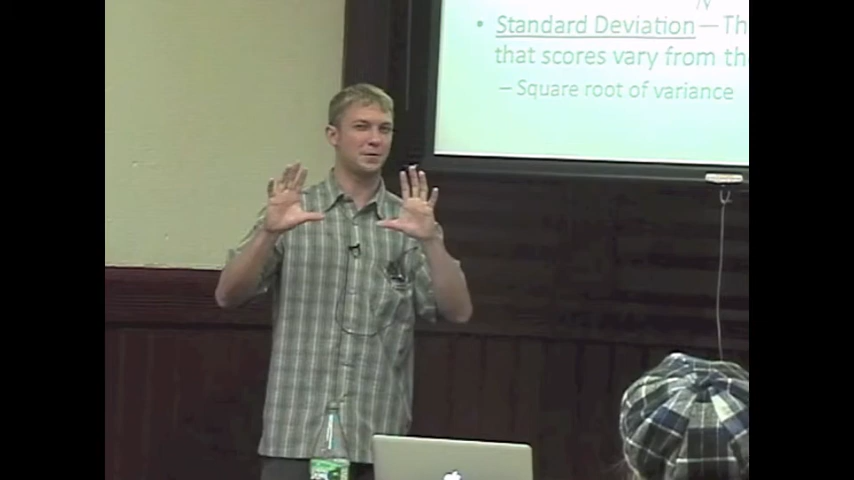 N
• Standard Deviation – Th
that scores vary from th
– Square root of variance